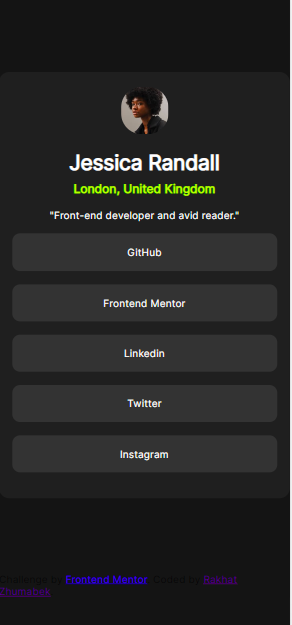 Jessica Randall
London, United Kingdom
"Front-end developer and avid reader."
GitHub
Frontend Mentor
Linkedin
Twitter
Instagram
Challenge by Frontend Mentor. Coded by Rakhat
Zhumabek